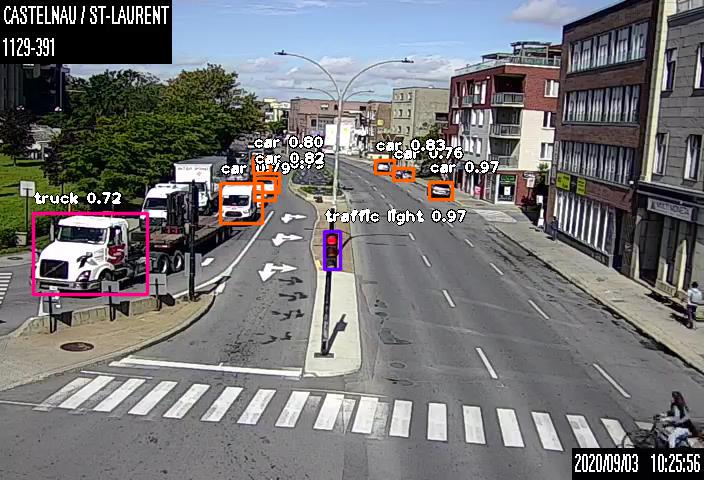 CASTELNAU / ST-LAURENT
1129-391
car 0.80
car 0.82
car 0.83
car 0.76
car 0.97
truck 0.72
traffic light 0.97
2020/09/03 10:25:56